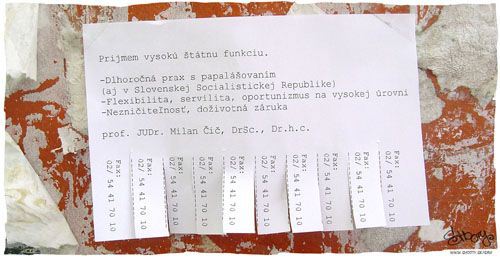 Prijmem vysokú štátnu funkciu.
-Dlhoročná prax s papalášovaním
(aj v Slovenskej Socialistickej Republike)
-Flexibilita, servilita, oportunizmus na vysokej úrovni
-Nezničiteľnosť, doživotná záruka
prof. JUDr. Milan Čič, DrSc., Dr.h.c.
Fax:
02/ 54 41 70 10
Fax:
02/ 54 41 70 10
Fax:
02/ 54 41 70 10
Fax:
02/ 54 41 70 10
Fax:
02/ 54 41 70 10
Fax:
02/ 54 41 70 10
Fax:
02/ 54 41 70 10
Fax:
02/ 54 41 70 10
Fax:
02/ 54 41 70 10
Fax:
02/ 54 41 70 10